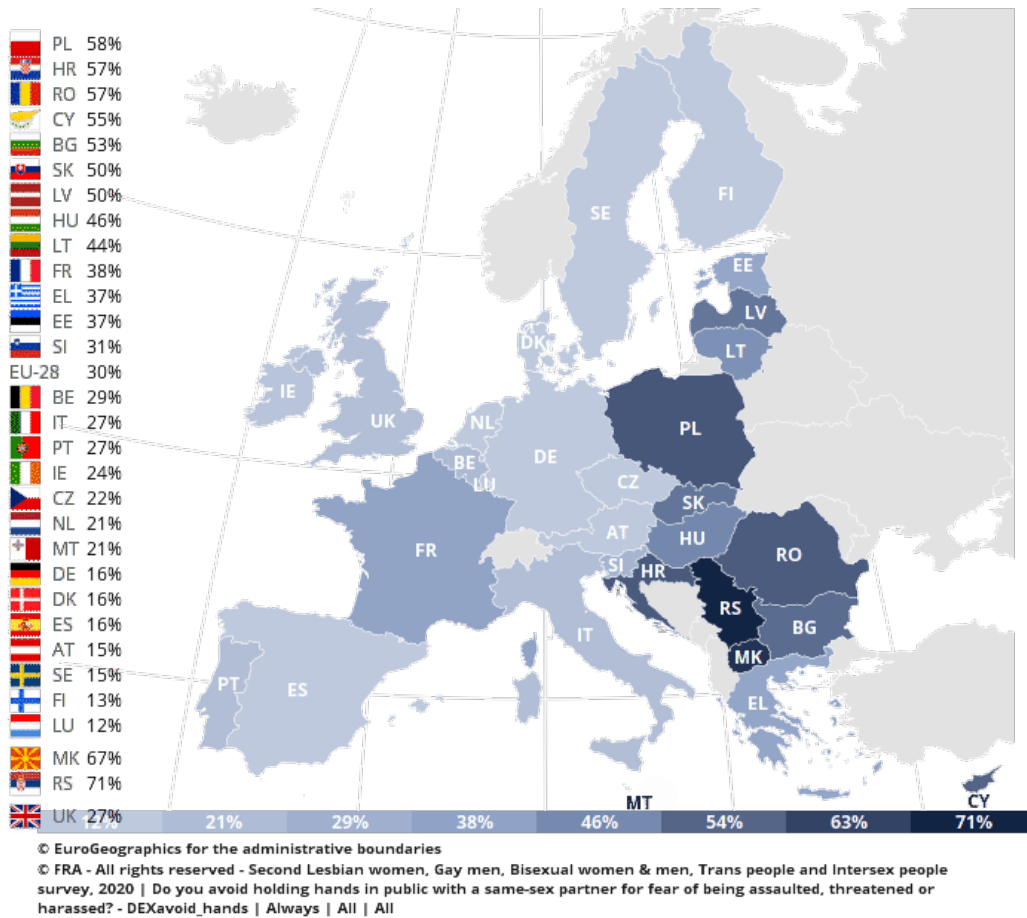 PL 58%
HR 57%
RO 57%
CY 55%
BG 53%
SK 50%
LV 50%
HU 46%
LT 44%
FR 38%
EL 37%
EE 37%
SI 31%
EU-28 30%
BE 29%
IT 27%
PT 27%
IE 24%
CZ 22%
NL 21%
MT 21%
DE 16%
DK 16%
ES 16%
AT 15%
SE 15%
FI 13%
LU 12%
MK 67%
RS 71%
UK 27%
FI
SE
EE
LV
LT
DK
IE
UK
NL
PL
BE
DE
LU
CZ
SK
AT
HU
FR
RO
SI
HR
RS
BG
IT
MK
PT
ES
EL
MT
CY
12% 21% 29% 38% 46% 54% 63% 71%
© EuroGeographics for the administrative boundaries
© FRA - All rights reserved - Second Lesbian women, Gay men, Bisexual women & men, Trans people and Intersex people
survey, 2020 | Do you avoid holding hands in public with a same-sex partner for fear of being assaulted, threatened or
harassed? - DEXavoid_hands | Always | All | All